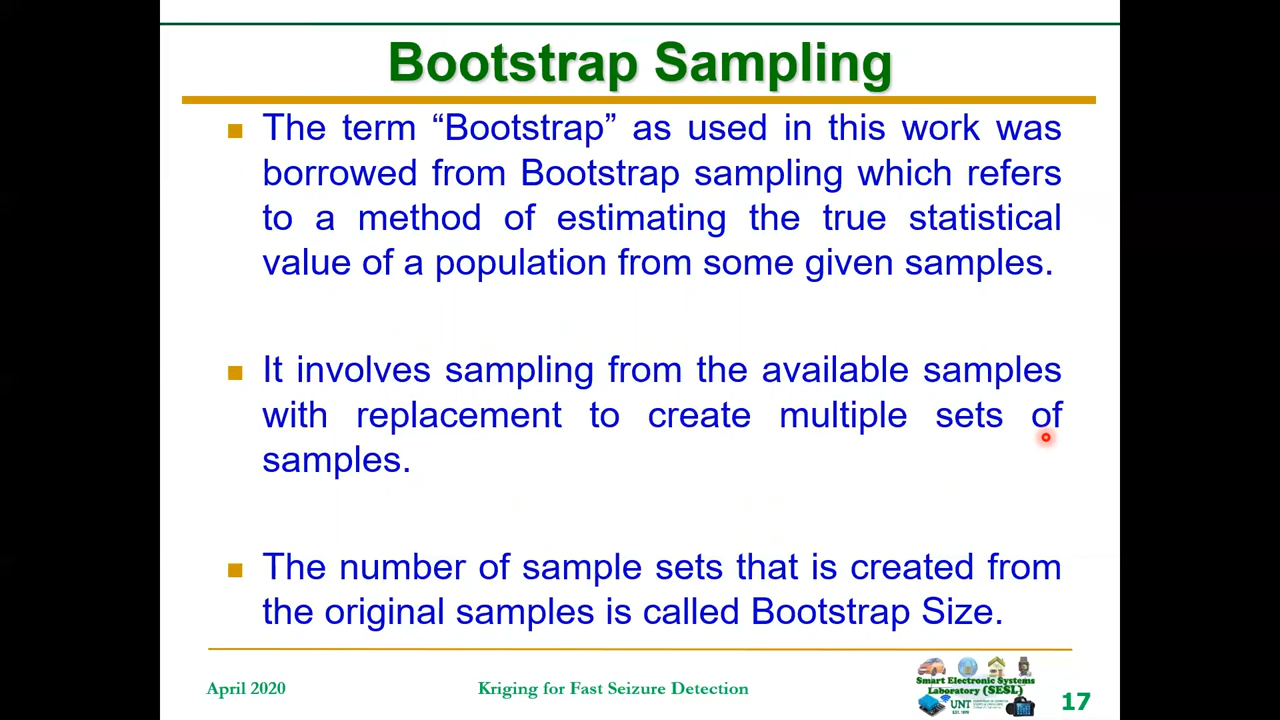 Bootstrap Sampling
The term “Bootstrap” as used in this work was
borrowed from Bootstrap sampling which refers
to a method of estimating the true statistical
value of a population from some given samples.
It involves sampling from the available samples
with replacement to create multiple sets of
samples.
The number of sample sets that is created from
the original samples is called Bootstrap Size.
April 2020
Kriging for Fast Seizure Detection
Smart Electronic Systems
Laboratory (SESL)
UNT
17